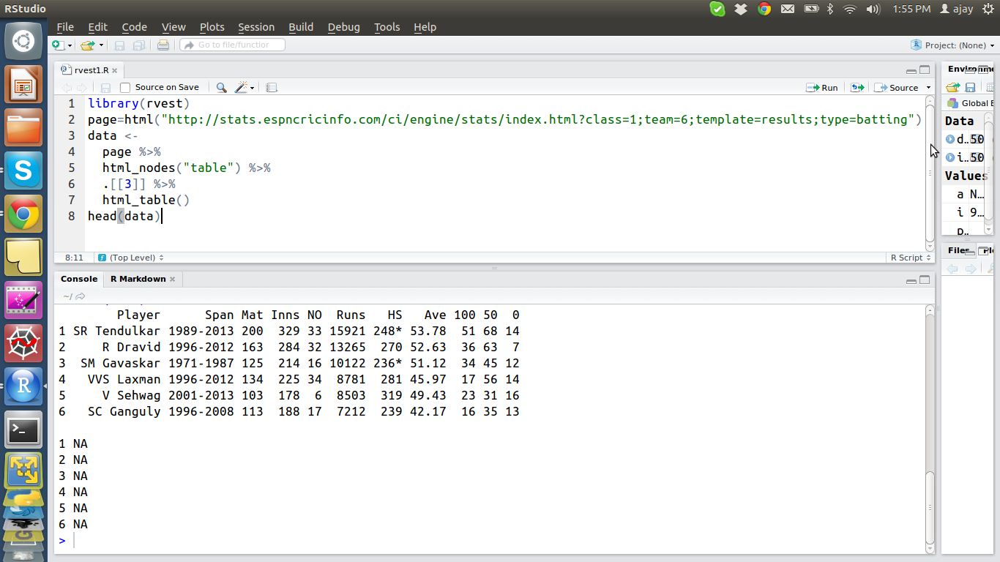 RStudio
1:55 PM ajay
File Edit Code View Plots Session Build Debug Tools Help
Go to file/function
Project: (None)
rvest1.R
Source on Save
Run
Source
1 library(rvest)
2 page=html("http://stats.espncricinfo.com/ci/engine/stats/index.html?class=1;team=6;template=results;type=batting")
3 data <-
4 page %>%
5 html_nodes("table") %>%
6 .[[3]] %>%
7 html_table()
8 head(data)
8:11 (Top Level) R Script
Environme
Global E
Data
d.. 50
i.. 50
Values
a N…
i 9…
p..
Files Pl
Console R Markdown
~/
Player Span Mat Inns NO Runs HS Ave 100 50 0
1 SR Tendulkar 1989-2013 200 329 33 15921 248* 53.78 51 68 14
2 R Dravid 1996-2012 163 284 32 13265 270 52.63 36 63 7
3 SM Gavaskar 1971-1987 125 214 16 10122 236* 51.12 34 45 12
4 VVS Laxman 1996-2012 134 225 34 8781 281 45.97 17 56 14
5 V Sehwag 2001-2013 103 178 6 8503 319 49.43 23 31 16
6 SC Ganguly 1996-2008 113 188 17 7212 239 42.17 16 35 13
1 NA
2 NA
3 NA
4 NA
5 NA
6 NA
>